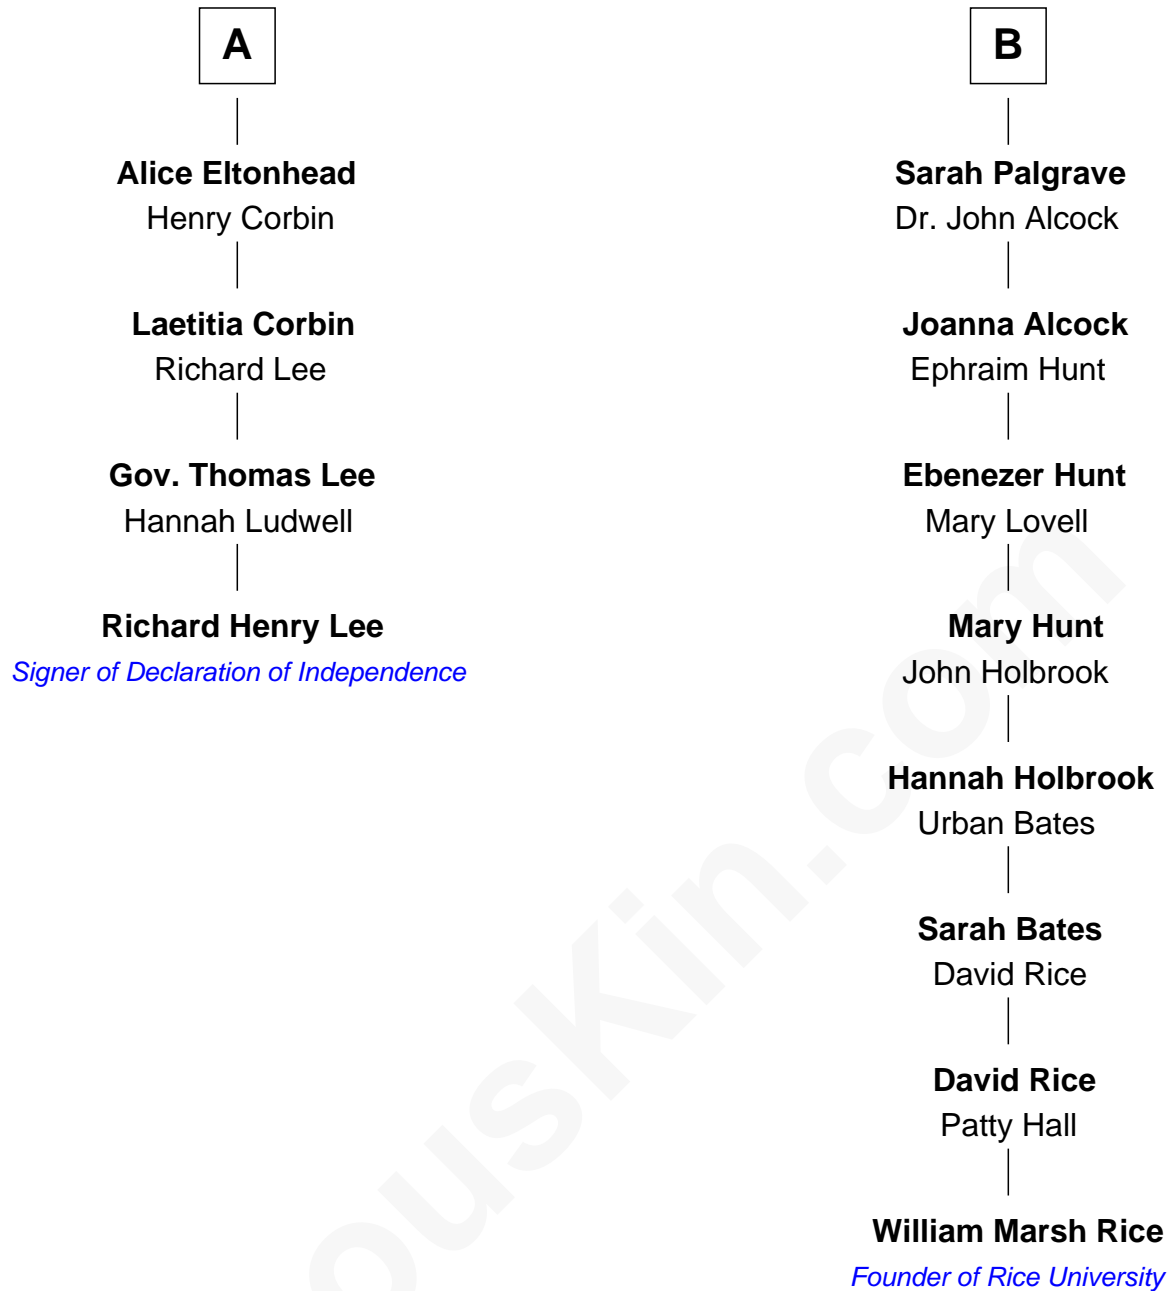 A
Alice Eltonhead
Henry Corbin
Laetitia Corbin
Richard Lee
Gov. Thomas Lee
Hannah Ludwell
Richard Henry Lee
Signer of Declaration of Independence
B
Sarah Palgrave
Dr. John Alcock
Joanna Alcock
Ephraim Hunt
Ebenezer Hunt
Mary Lovell
Mary Hunt
John Holbrook
Hannah Holbrook
Urban Bates
Sarah Bates
David Rice
David Rice
Patty Hall
William Marsh Rice
Founder of Rice University
ousKin.com